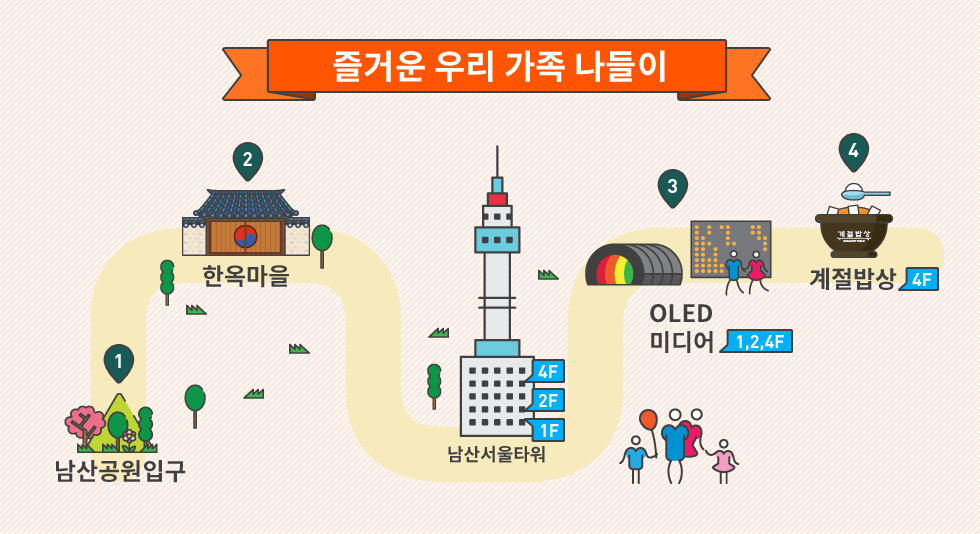 즐거운 우리 가족 나들이
1
남산공원입구
2
한옥마을
4F
2F
1F
남산서울타워
3
OLED
미디어 1,2,4F
4
계절밥상
계절밥상 4F